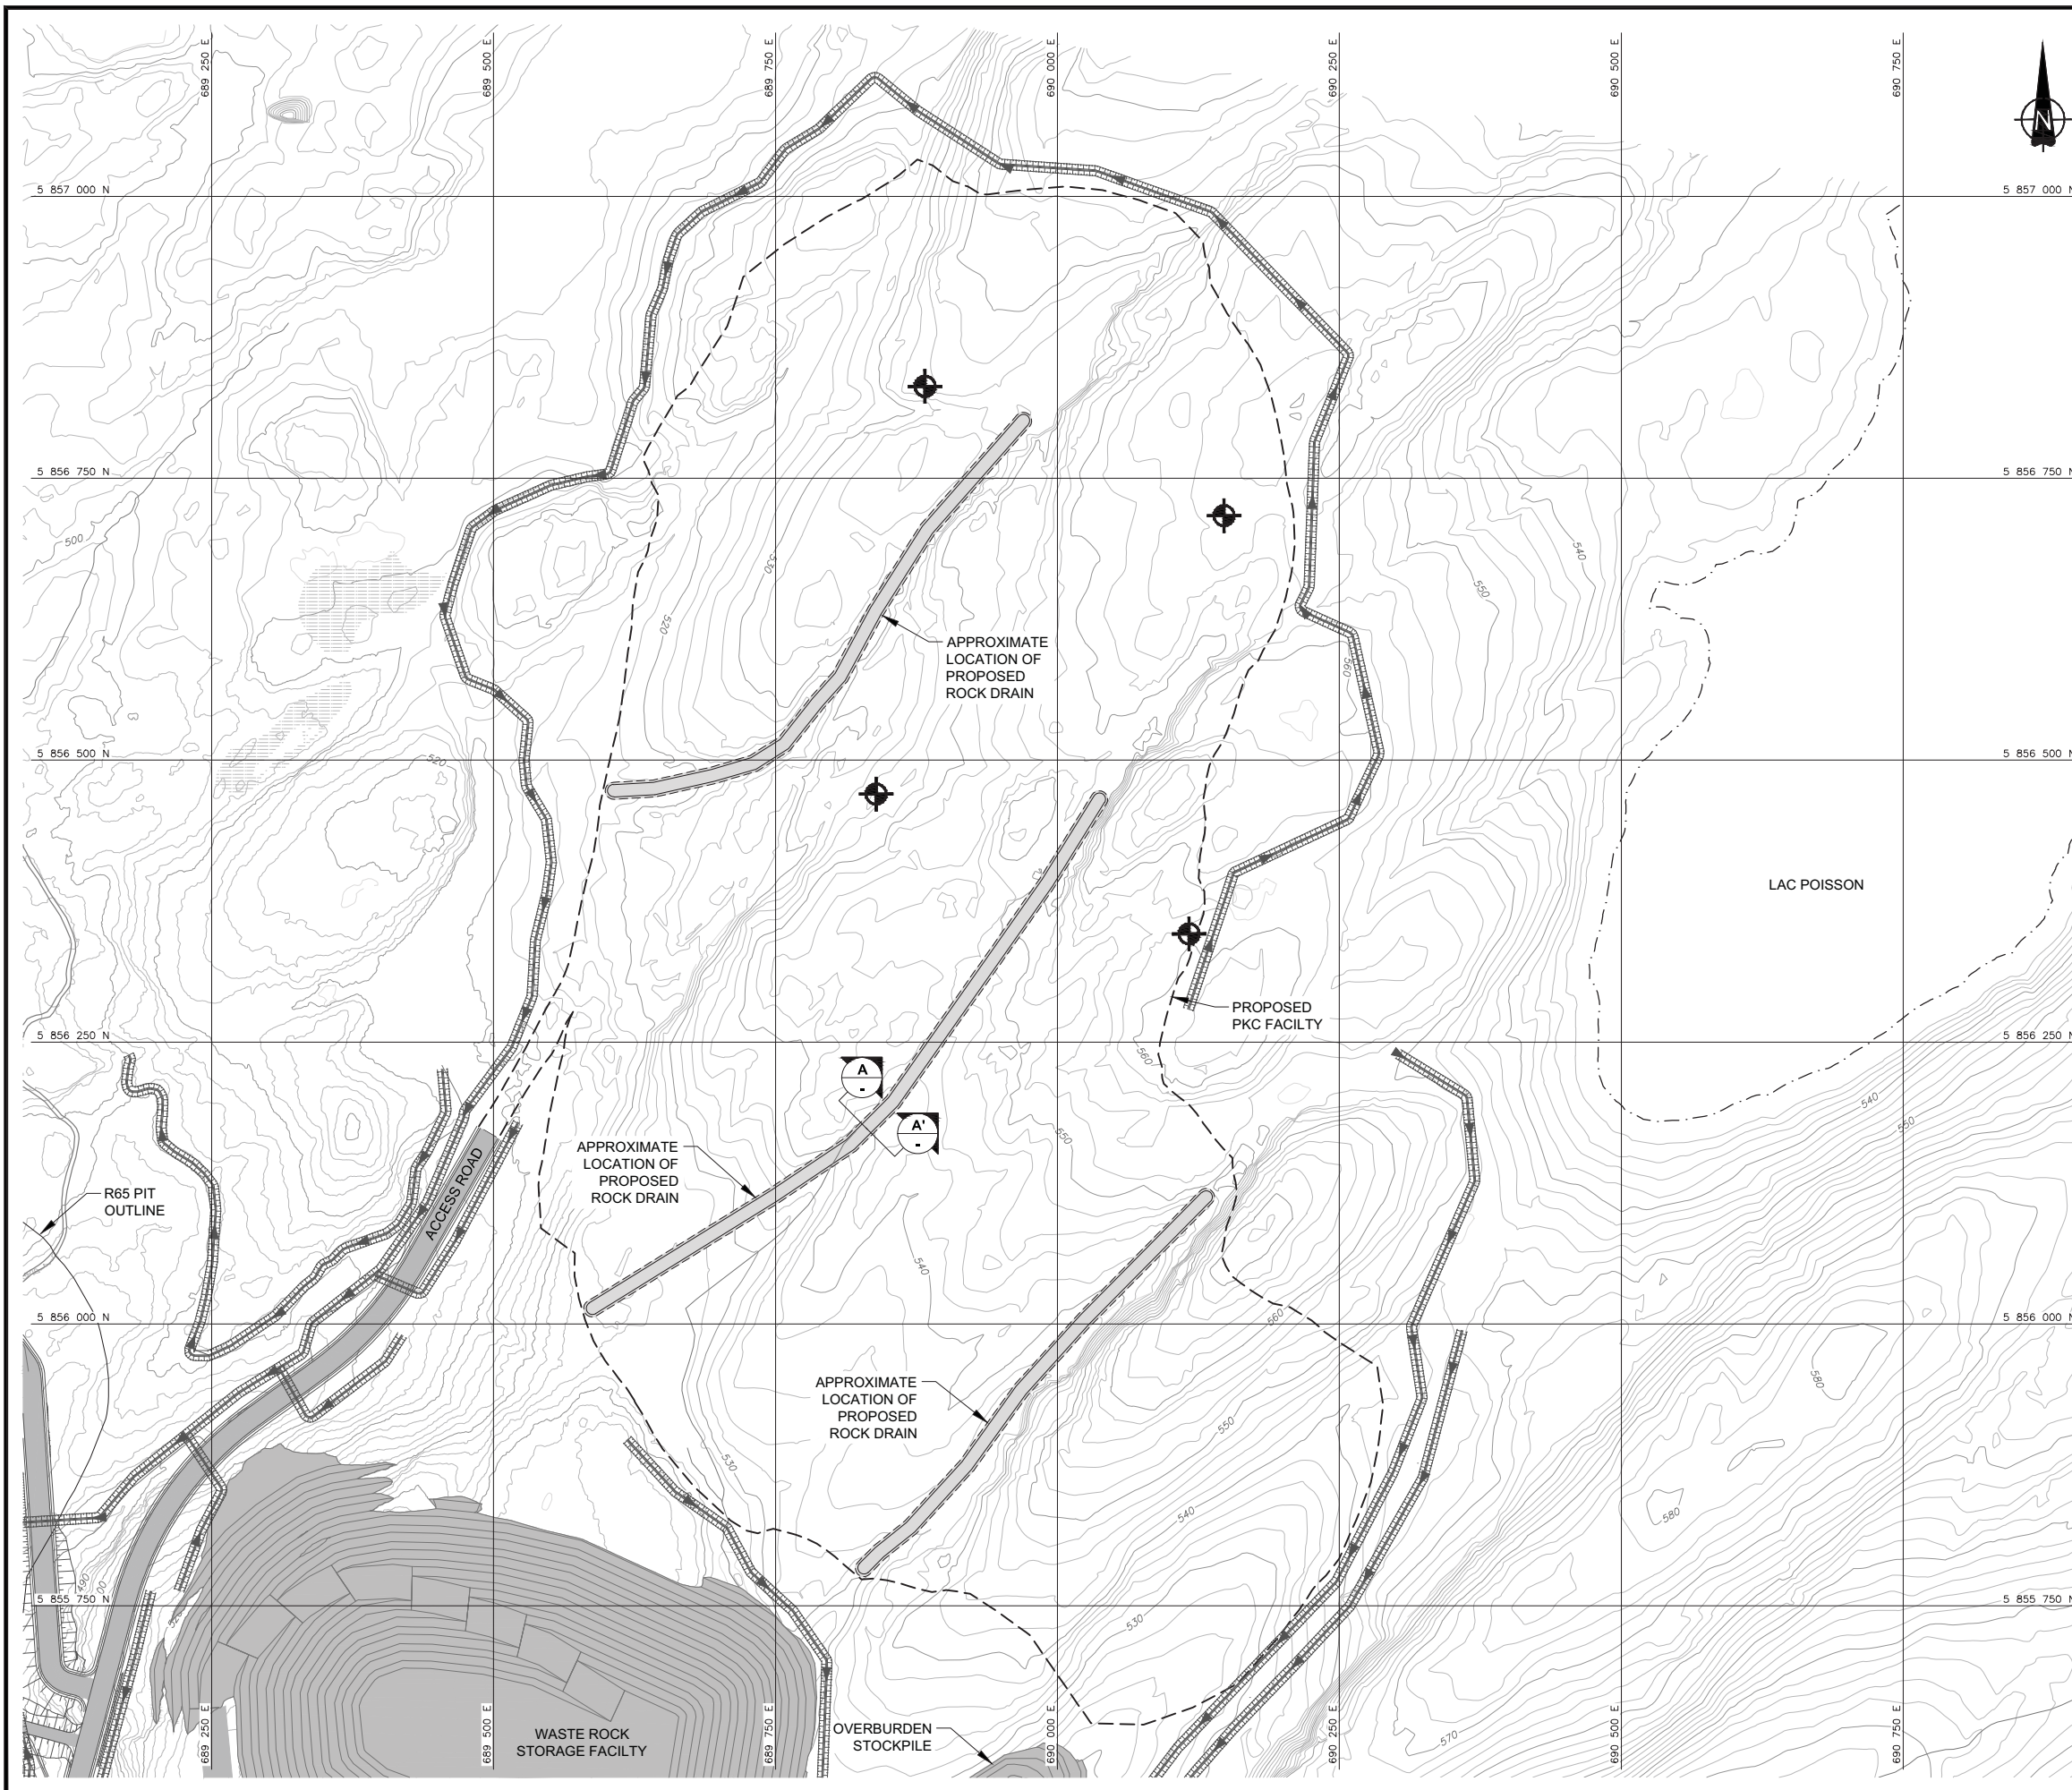 689 250 E
689 500 E
689 750 E
690 000 E
690 250 E
690 500 E
690 750 E
N
5 857 000 N
5 857 000 N
5 856 750 N
5 856 750 N
500
530
540
550
520
APPROXIMATE
LOCATION OF
PROPOSED
ROCK DRAIN
560
5 856 500 N
5 856 500 N
520
LAC POISSON
PROPOSED
PKC FACILTY
5 856 250 N
5 856 250 N
560
A
-
A'
-
540
550
550
APPROXIMATE
LOCATION OF
PROPOSED
ROCK DRAIN
ACCESS ROAD
R65 PIT
OUTLINE
540
560
5 856 000 N
5 856 000 N
580
APPROXIMATE
LOCATION OF
PROPOSED
ROCK DRAIN
550
530
540
580
490
5 855 750 N
5 855 750 N
530
WASTE ROCK
STORAGE FACILTY
OVERBURDEN
STOCKPILE
570
689 250 E
689 500 E
689 750 E
690 000 E
690 250 E
690 500 E
690 750 E